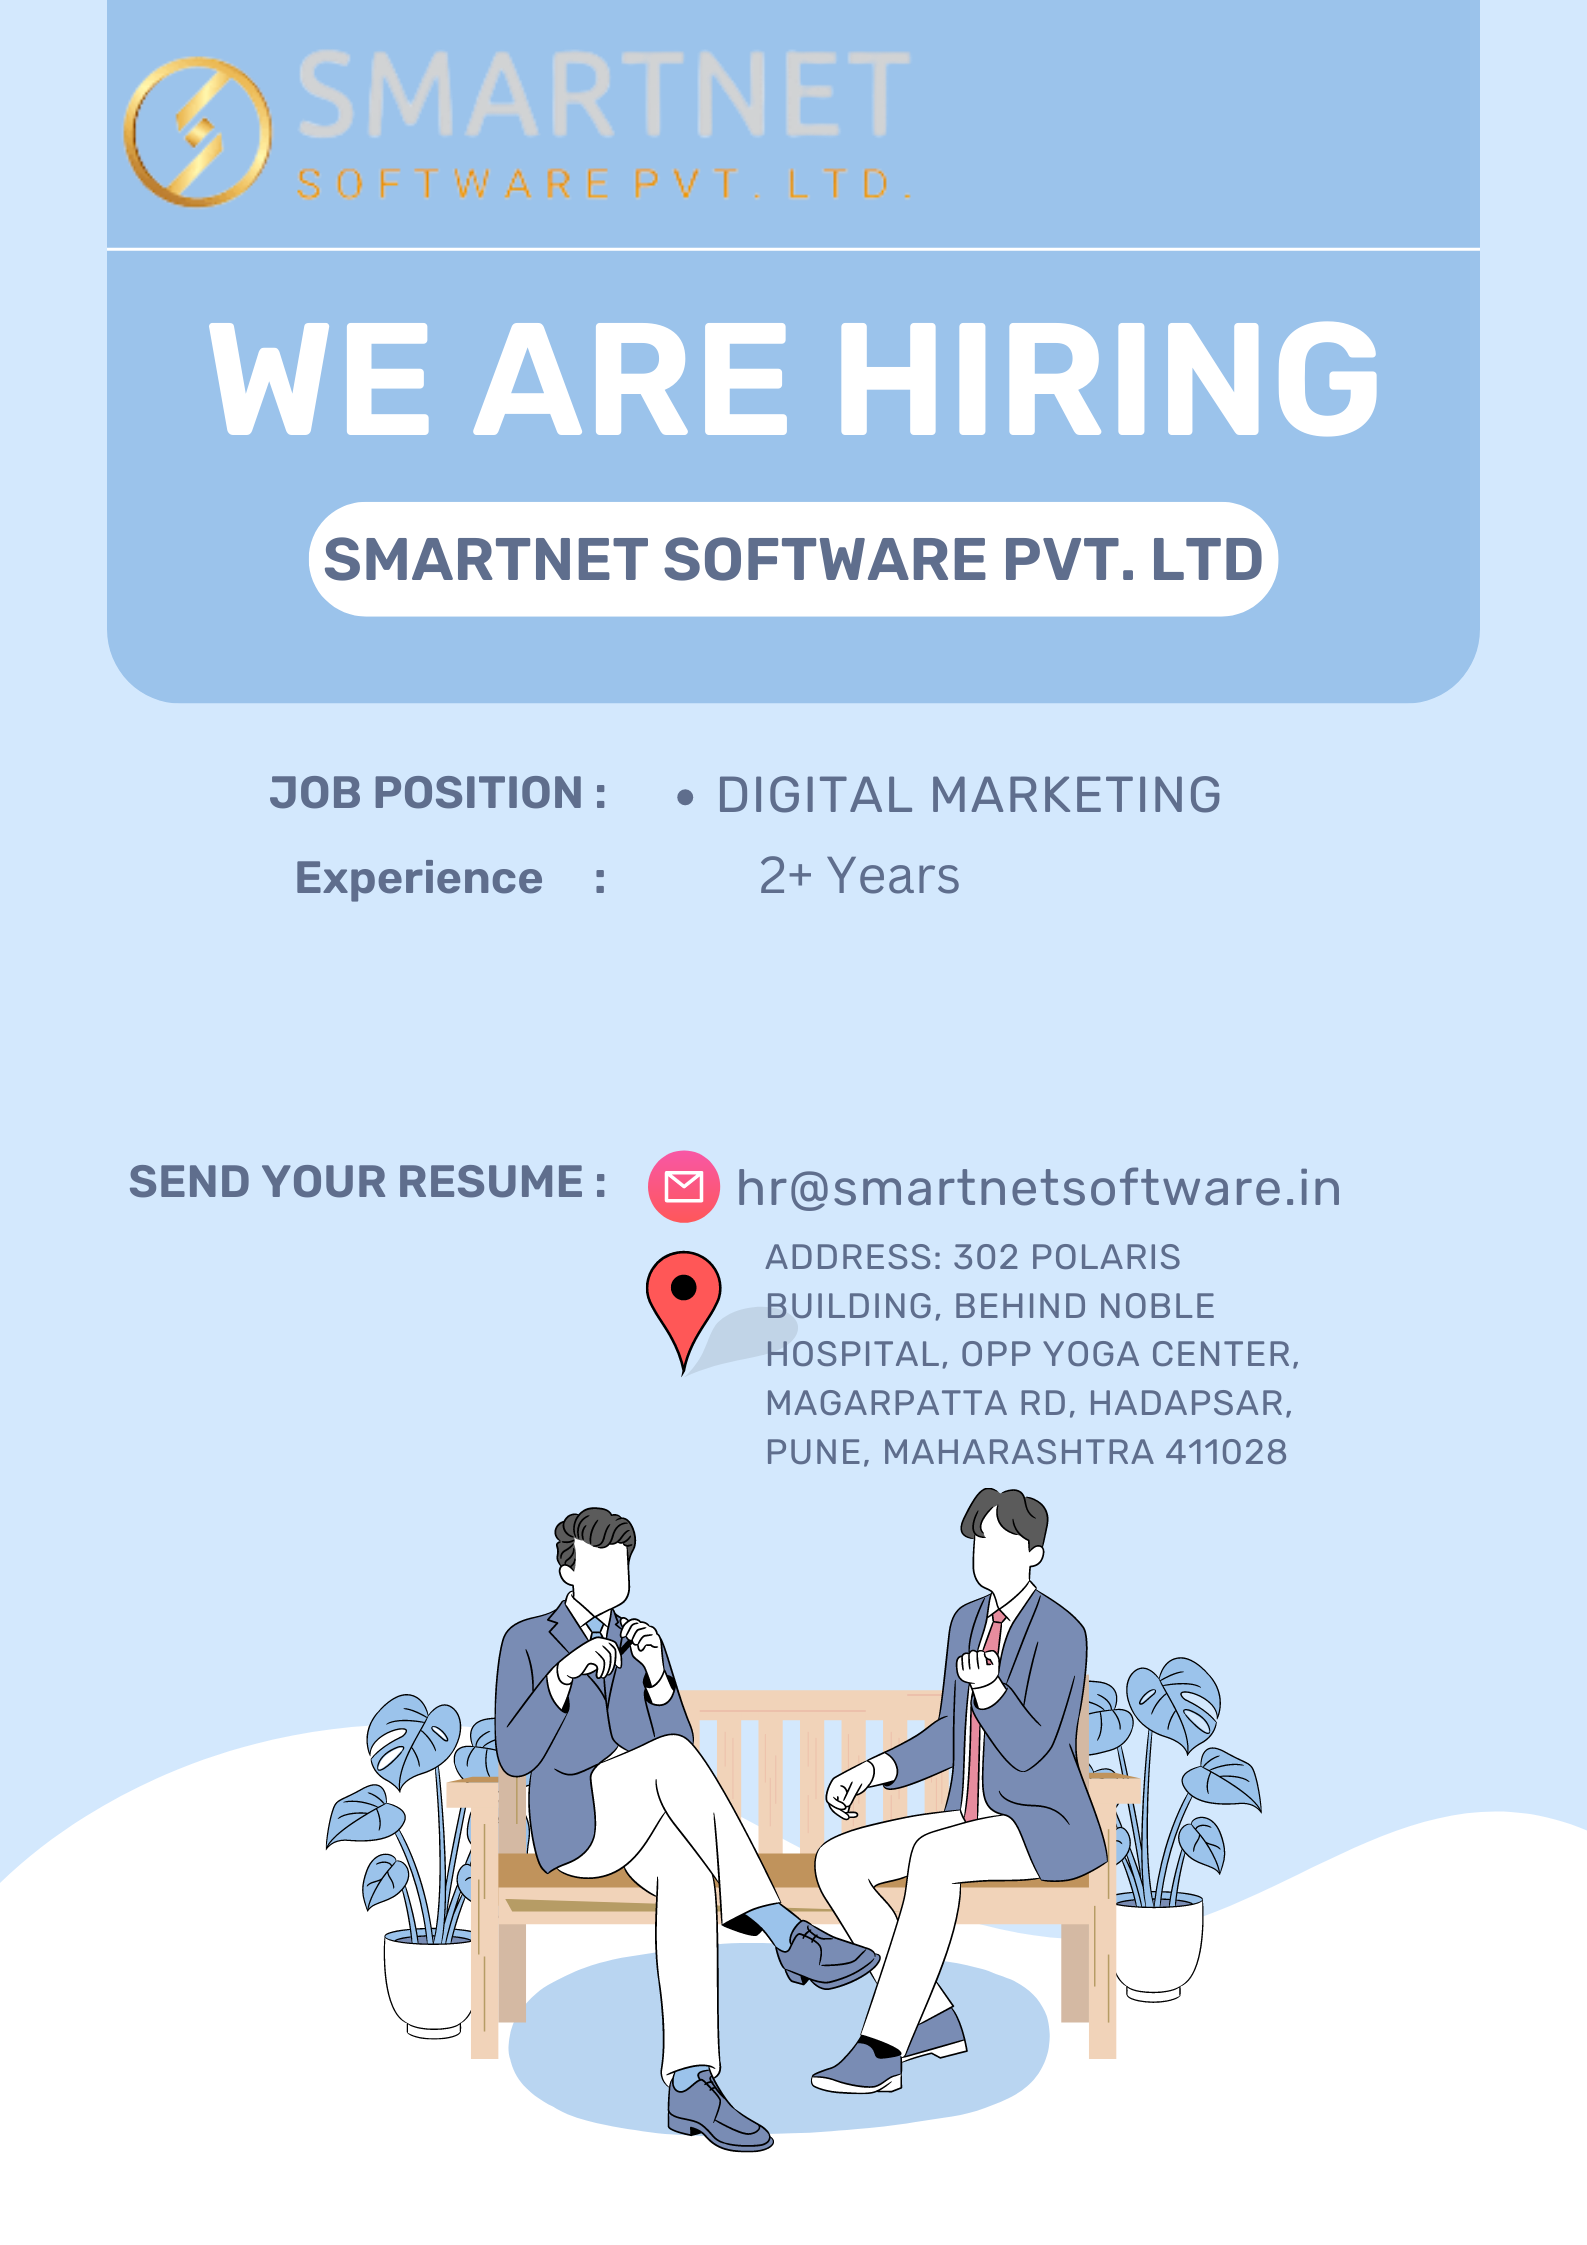 SMARTNET
SOFTWARE PVT. LTD.
WE ARE HIRING
SMARTNET SOFTWARE PVT. LTD
JOB POSITION : • DIGITAL MARKETING
Experience : 2+ Years
SEND YOUR RESUME : hr@smartnetsoftware.in
ADDRESS: 302 POLARIS
BUILDING, BEHIND NOBLE
HOSPITAL, OPP YOGA CENTER,
MAGARPATTA RD, HADAPSAR,
PUNE, MAHARASHTRA 411028